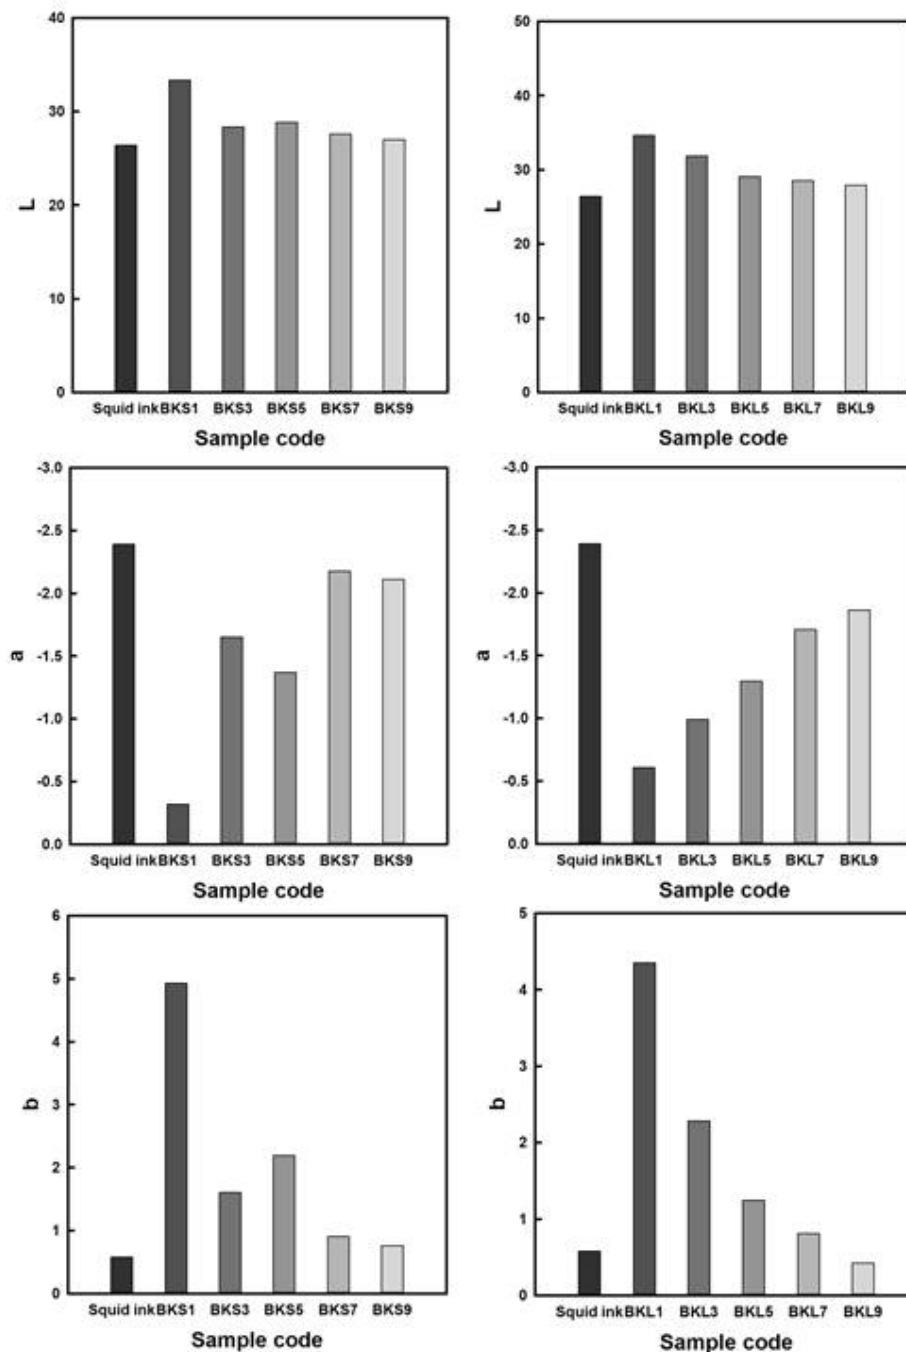 40
30
20
10
0
L
Squid ink BKS1 BKS3 BKS5 BKS7 BKS9
Sample code
50
40
30
20
10
0
L
Squid ink BKL1 BKL3 BKL5 BKL7 BKL9
Sample code
-3.0
-2.5
-2.0
-1.5
-1.0
-0.5
0.0
a
Squid ink BKS1 BKS3 BKS5 BKS7 BKS9
Sample code
-3.0
-2.5
-2.0
-1.5
-1.0
-0.5
0.0
a
Squid ink BKL1 BKL3 BKL5 BKL7 BKL9
Sample code
6
5
4
3
2
1
0
b
Squid ink BKS1 BKS3 BKS5 BKS7 BKS9
Sample code
5
4
3
2
1
0
b
Squid ink BKL1 BKL3 BKL5 BKL7 BKL9
Sample code